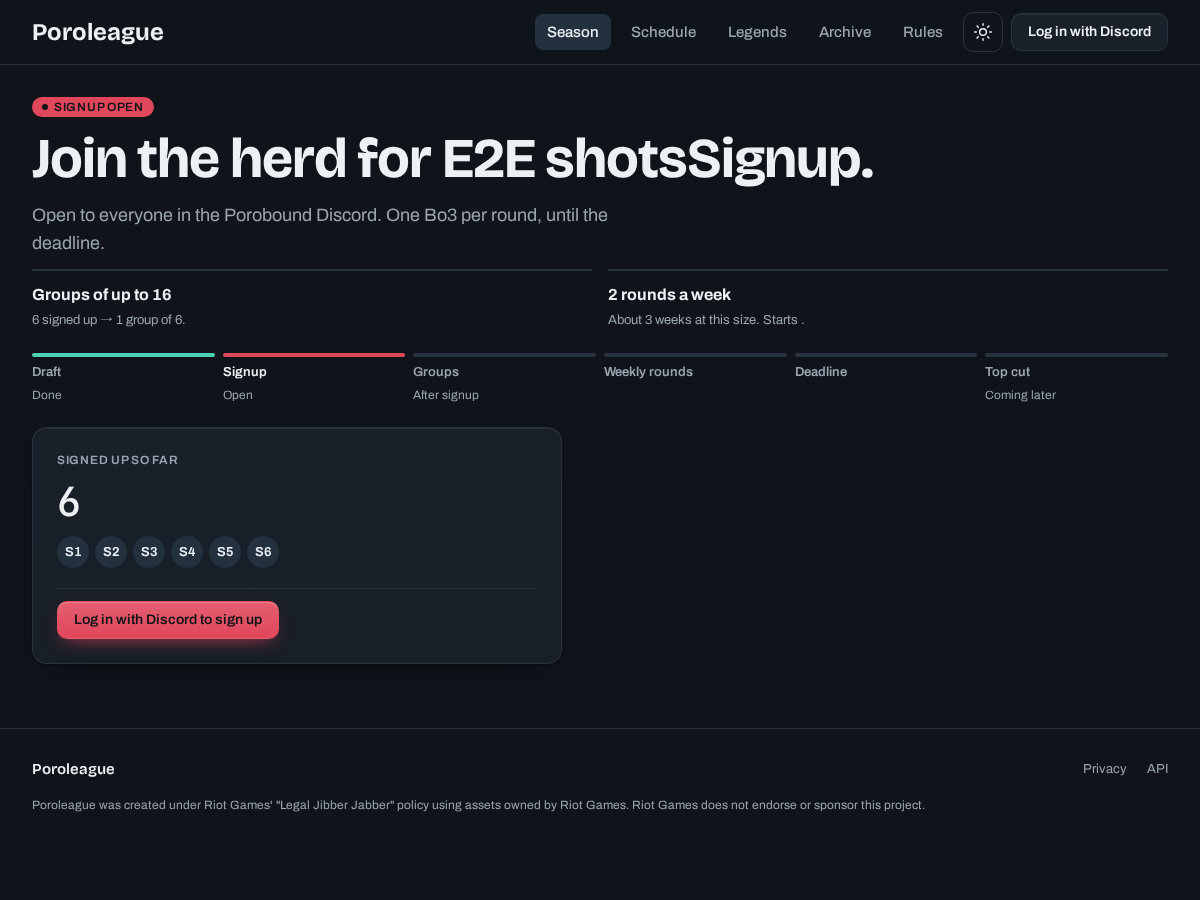 Poroleague
Season Schedule Legends Archive Rules Log in with Discord
SIGNUP OPEN
Join the herd for E2E shotsSignup.
Open to everyone in the Porobound Discord. One Bo3 per round, until the
deadline.
Groups of up to 16
6 signed up → 1 group of 6.
2 rounds a week
About 3 weeks at this size. Starts .
Draft
Done
Signup
Open
Groups
After signup
Weekly rounds
Deadline
Top cut
Coming later
SIGNED UP SO FAR
6
S1 S2 S3 S4 S5 S6
Log in with Discord to sign up
Poroleague
Privacy API
Poroleague was created under Riot Games' "Legal Jibber Jabber" policy using assets owned by Riot Games. Riot Games does not endorse or sponsor this project.